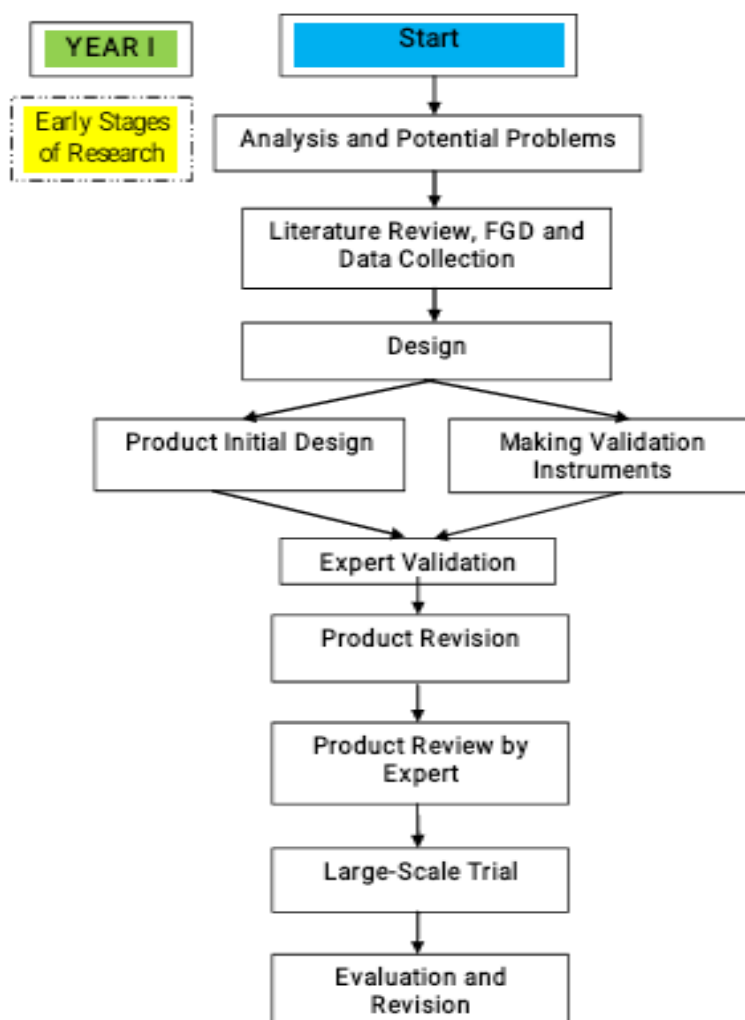 YEAR I
Start
Early Stages
of Research
Analysis and Potential Problems
Literature Review, FGD and
Data Collection
Design
Product Initial Design
Making Validation
Instruments
Expert Validation
Product Revision
Product Review by
Expert
Large-Scale Trial
Evaluation and
Revision